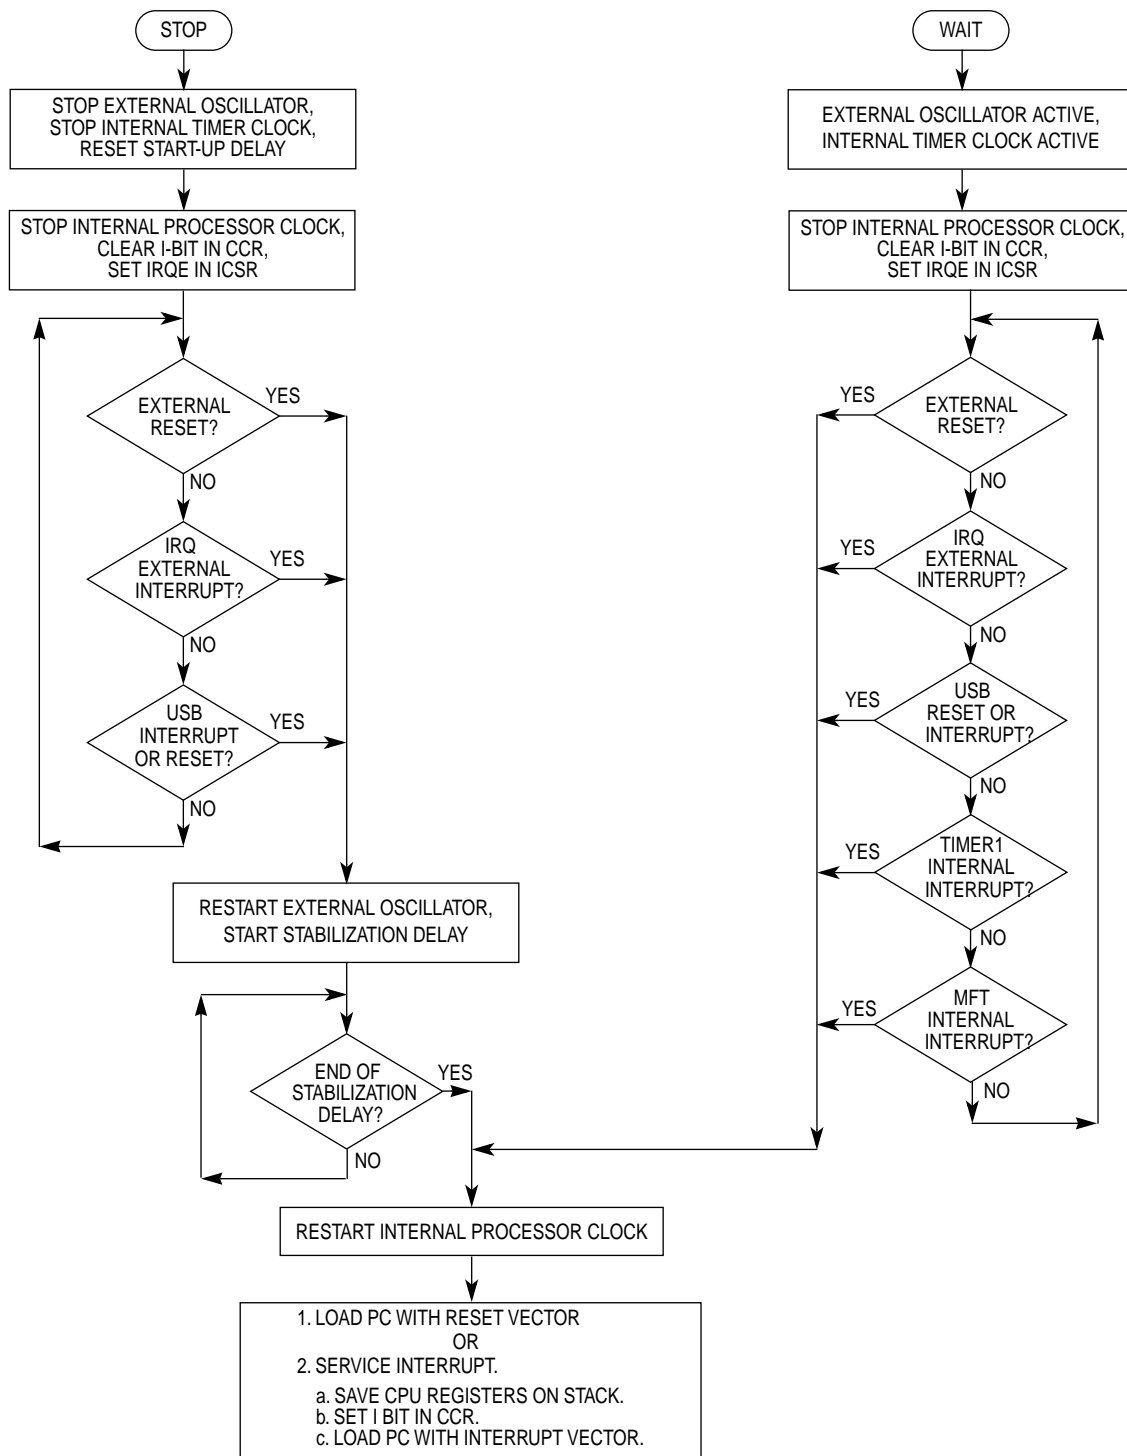 STOP
STOP EXTERNAL OSCILLATOR,
STOP INTERNAL TIMER CLOCK,
RESET START-UP DELAY
STOP INTERNAL PROCESSOR CLOCK,
CLEAR I-BIT IN CCR,
SET IRQE IN ICSR
EXTERNAL
RESET?
YES
NO
IRQ
EXTERNAL
INTERRUPT?
YES
NO
USB
INTERRUPT
OR RESET?
YES
NO
RESTART EXTERNAL OSCILLATOR,
START STABILIZATION DELAY
END OF
STABILIZATION
DELAY?
YES
NO
WAIT
EXTERNAL OSCILLATOR ACTIVE,
INTERNAL TIMER CLOCK ACTIVE
STOP INTERNAL PROCESSOR CLOCK,
CLEAR I-BIT IN CCR,
SET IRQE IN ICSR
EXTERNAL
RESET?
YES
NO
IRQ
EXTERNAL
INTERRUPT?
YES
NO
USB
RESET OR
INTERRUPT?
YES
NO
TIMER1
INTERNAL
INTERRUPT?
YES
NO
MFT
INTERNAL
INTERRUPT?
YES
NO
RESTART INTERNAL PROCESSOR CLOCK
1. LOAD PC WITH RESET VECTOR
OR
2. SERVICE INTERRUPT.
a. SAVE CPU REGISTERS ON STACK.
b. SET I BIT IN CCR.
c. LOAD PC WITH INTERRUPT VECTOR.